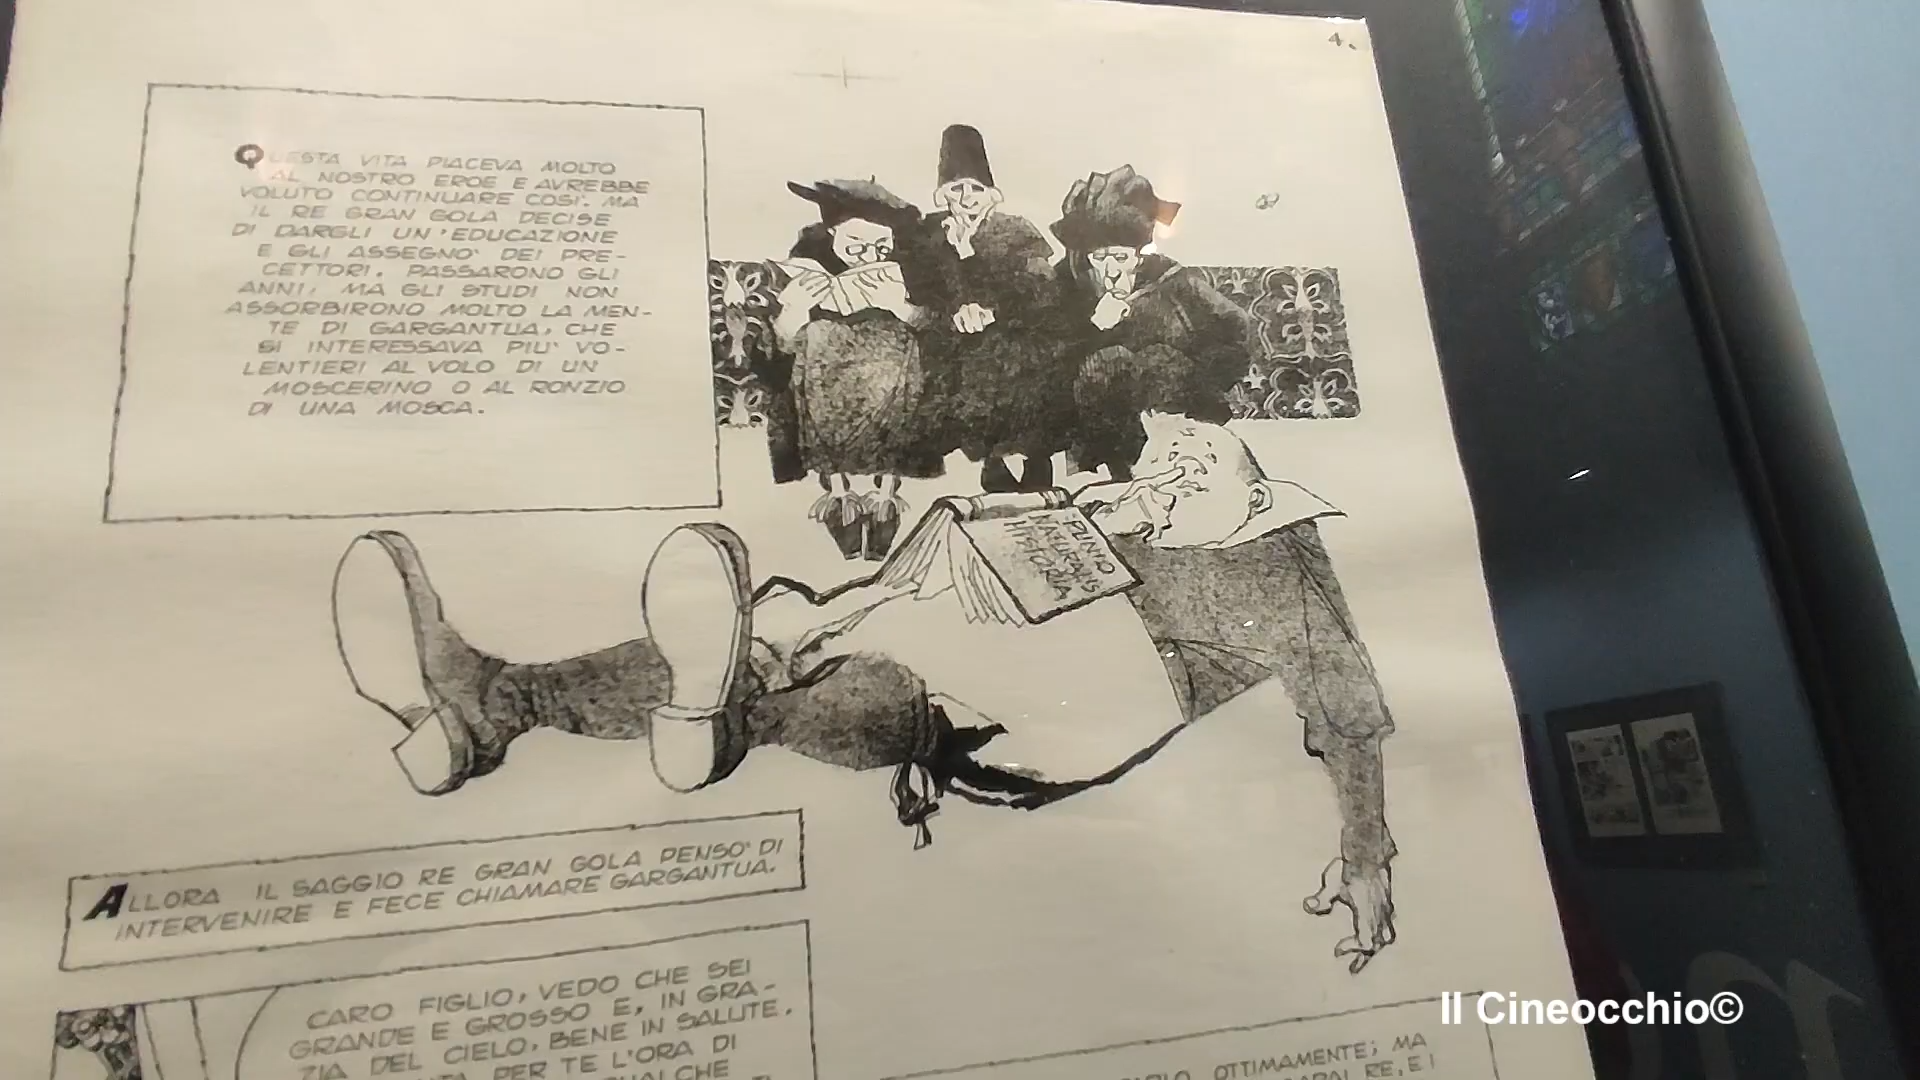 4.
QUESTA VITA PIACEVA MOLTO
AL NOSTRO EROE E AVREBBE
VOLUTO CONTINUARE COSI'. MA
IL RE GRAN GOLA DECISE
DI DARGLI UN'EDUCAZIONE
E GLI ASSEGNO' DEI PRE-
CETTORI. PASSARONO GLI
ANNI, MA GLI STUDI NON
ASSORBIRONO MOLTO LA MEN-
TE DI GARGANTUA, CHE
SI INTERESSAVA PIU' VO-
LENTIERI AL VOLO DI UN
MOSCERINO O AL RONZIO
DI UNA MOSCA.
PLINIO
NATURALIS
HISTORIA
ALLORA IL SAGGIO RE GRAN GOLA PENSO' DI
INTERVENIRE E FECE CHIAMARE GARGANTUA.
CARO FIGLIO, VEDO CHE SEI
GRANDE E GROSSO E, IN GRA-
ZIA DEL CIELO, BENE IN SALUTE.
PER TE L'ORA DI
OTTIMAMENTE; MA
RE, E I
Il Cineocchio©